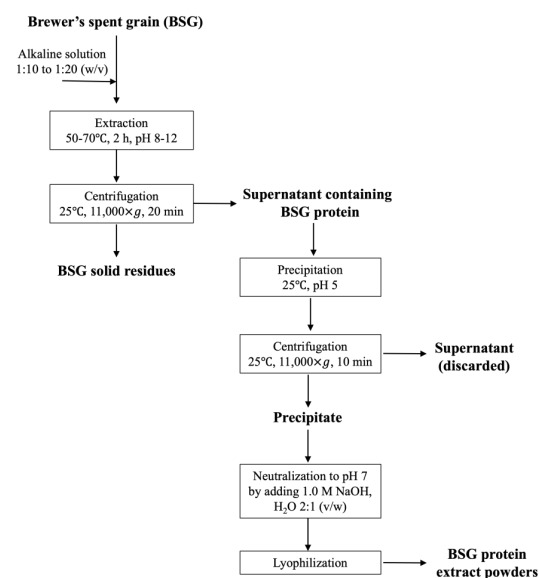 Brewer's spent grain (BSG)
Alkaline solution
1:10 to 1:20 (w/v)
Extraction
50-70°C, 2 h, pH 8-12
Centrifugation
25°C, 11,000×g, 20 min
Supernatant containing
BSG protein
BSG solid residues
Precipitation
25°C, pH 5
Centrifugation
25°C, 11,000×g, 10 min
Supernatant
(discarded)
Precipitate
Neutralization to pH 7
by adding 1.0 M NaOH,
H₂O 2:1 (v/w)
Lyophilization
BSG protein
extract powders